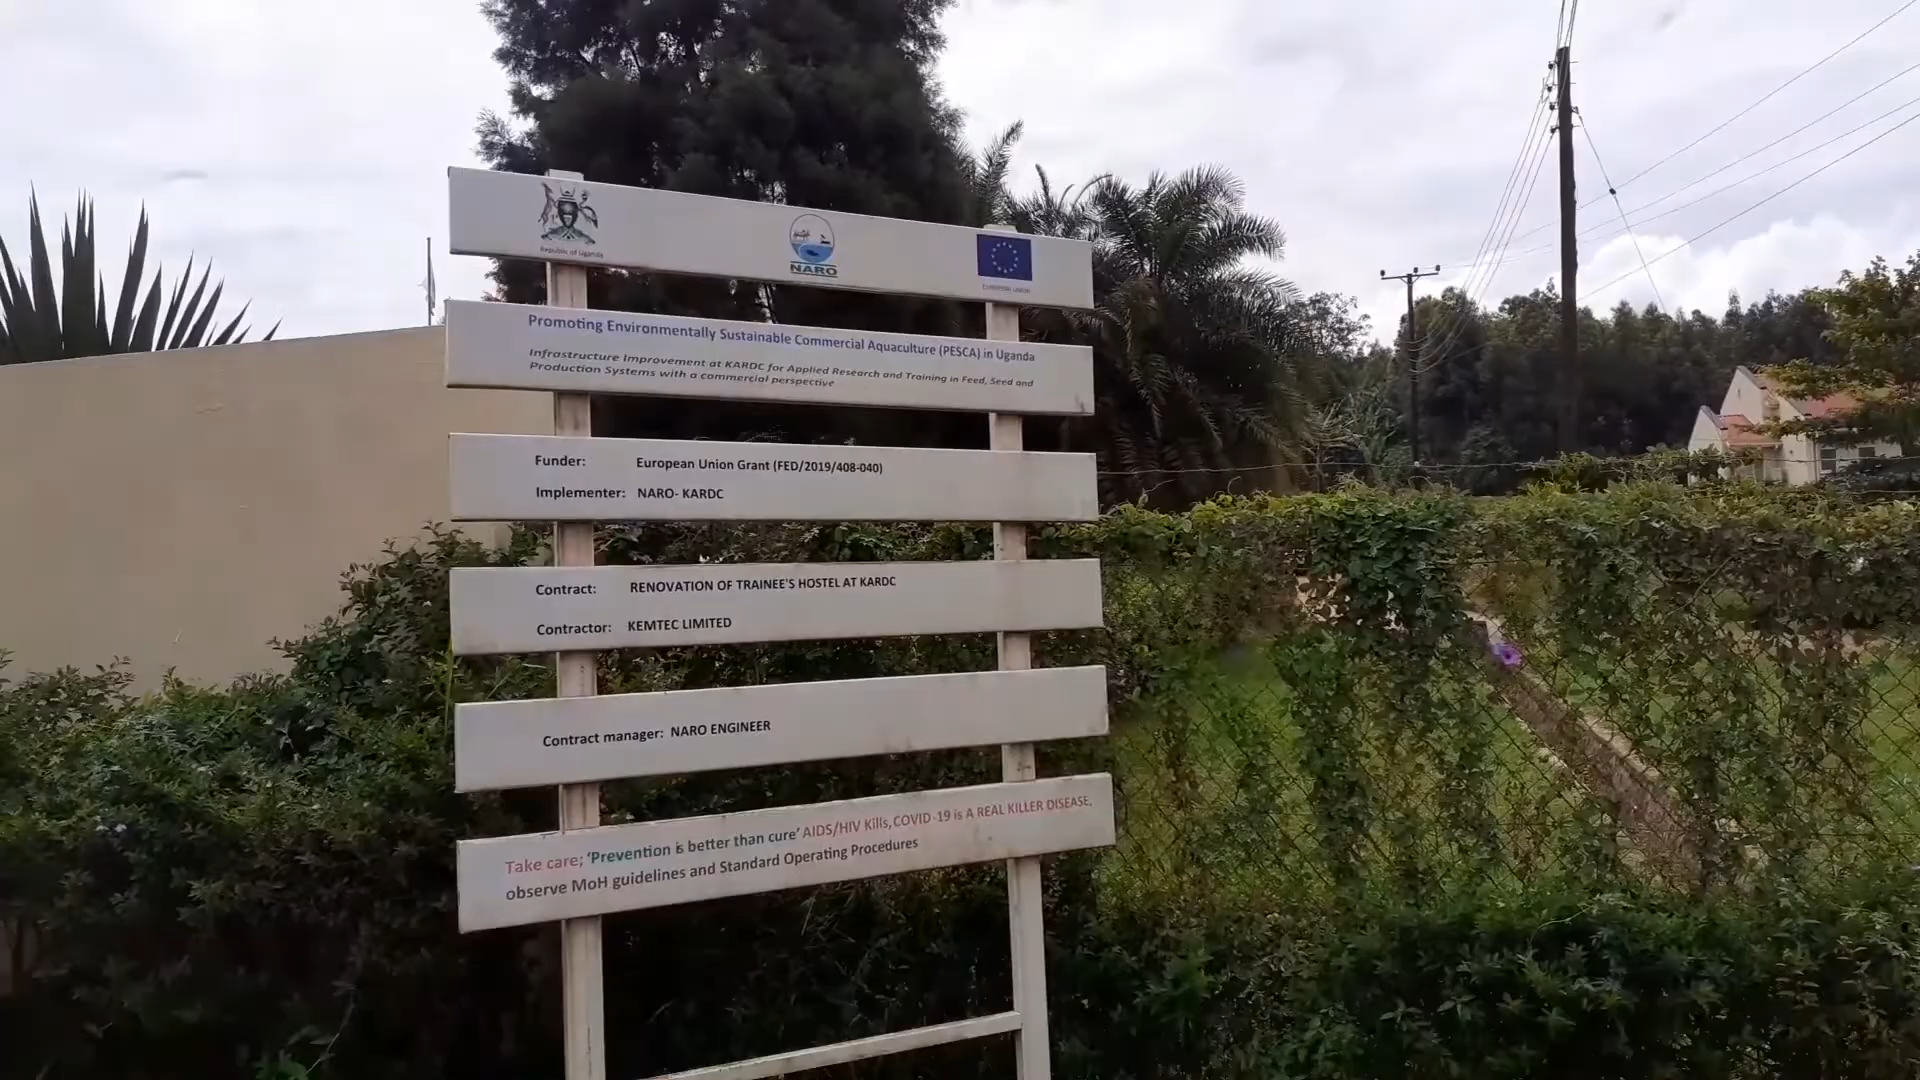 Republic of Uganda
NARO
EUROPEAN UNION
Promoting Environmentally Sustainable Commercial Aquaculture (PESCA) in Uganda
Infrastructure Improvement at KARDC for Applied Research and Training in Feed, Seed and
Production Systems with a commercial perspective
Funder: European Union Grant (FED/2019/408-040)
Implementer: NARO- KARDC
Contract: RENOVATION OF TRAINEE'S HOSTEL AT KARDC
Contractor: KEMTEC LIMITED
Contract manager: NARO ENGINEER
Take care; 'Prevention is better than cure' AIDS/HIV Kills, COVID-19 is A REAL KILLER DISEASE,
observe MoH guidelines and Standard Operating Procedures